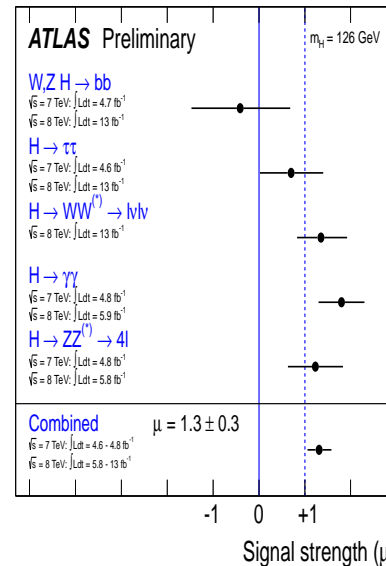 ATLAS Preliminary
m_H = 126 GeV
W,Z H → bb
√s = 7 TeV: ∫Ldt = 4.7 fb⁻¹
√s = 8 TeV: ∫Ldt = 13 fb⁻¹
H → ττ
√s = 7 TeV: ∫Ldt = 4.6 fb⁻¹
√s = 8 TeV: ∫Ldt = 13 fb⁻¹
H → WW⁽*⁾ → lνlν
√s = 8 TeV: ∫Ldt = 13 fb⁻¹
H → γγ
√s = 7 TeV: ∫Ldt = 4.8 fb⁻¹
√s = 8 TeV: ∫Ldt = 5.9 fb⁻¹
H → ZZ⁽*⁾ → 4l
√s = 7 TeV: ∫Ldt = 4.8 fb⁻¹
√s = 8 TeV: ∫Ldt = 5.8 fb⁻¹
Combined μ = 1.3 ± 0.3
√s = 7 TeV: ∫Ldt = 4.6 - 4.8 fb⁻¹
√s = 8 TeV: ∫Ldt = 5.8 - 13 fb⁻¹
-1 0 +1
Signal strength (μ